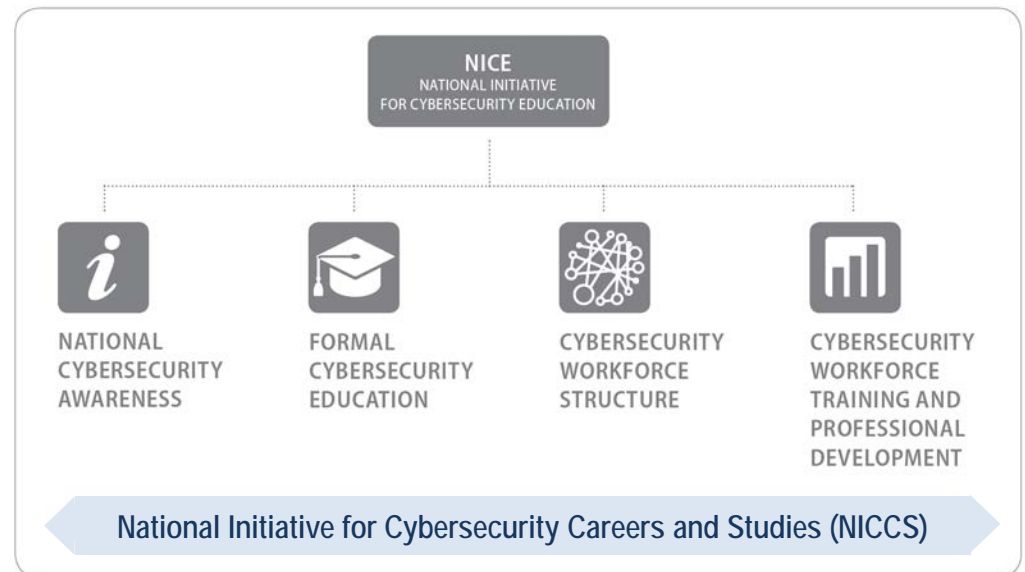 NICE
NATIONAL INITIATIVE
FOR CYBERSECURITY EDUCATION
NATIONAL
CYBERSECURITY
AWARENESS
FORMAL
CYBERSECURITY
EDUCATION
CYBERSECURITY
WORKFORCE
STRUCTURE
CYBERSECURITY
WORKFORCE
TRAINING AND
PROFESSIONAL
DEVELOPMENT
National Initiative for Cybersecurity Careers and Studies (NICCS)